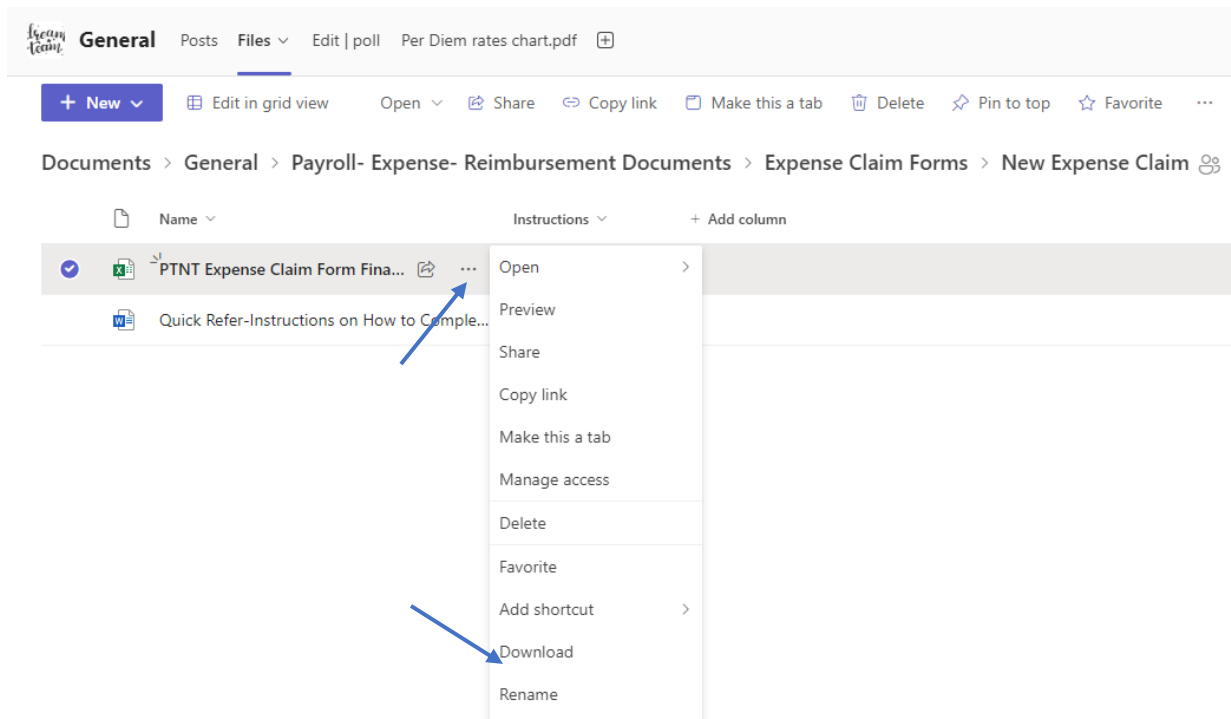 dream
team
General Posts Files Edit | poll Per Diem rates chart.pdf
New Edit in grid view Open Share Copy link Make this a tab Delete Pin to top Favorite ...
Documents > General > Payroll- Expense- Reimbursement Documents > Expense Claim Forms > New Expense Claim
Name Instructions + Add column
PTNT Expense Claim Form Fina... ...
Quick Refer-Instructions on How to Comple...
Open
Preview
Share
Copy link
Make this a tab
Manage access
Delete
Favorite
Add shortcut
Download
Rename